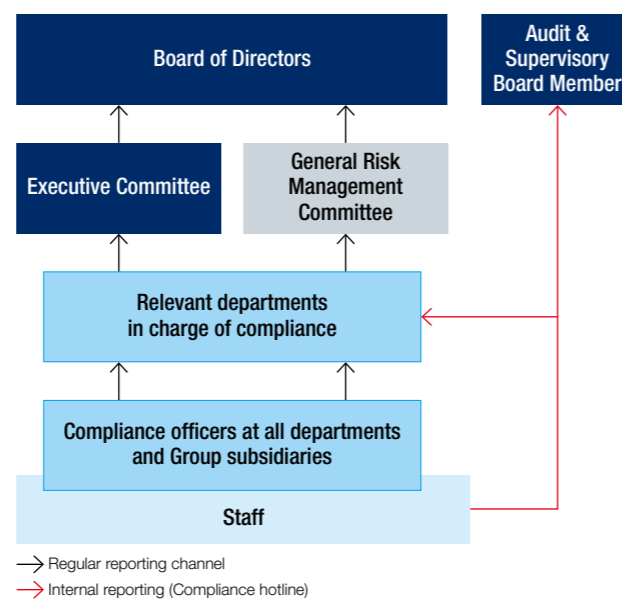 Board of Directors
Audit &
Supervisory
Board Member
Executive Committee
General Risk
Management
Committee
Relevant departments
in charge of compliance
Compliance officers at all departments
and Group subsidiaries
Staff
Regular reporting channel
Internal reporting (Compliance hotline)